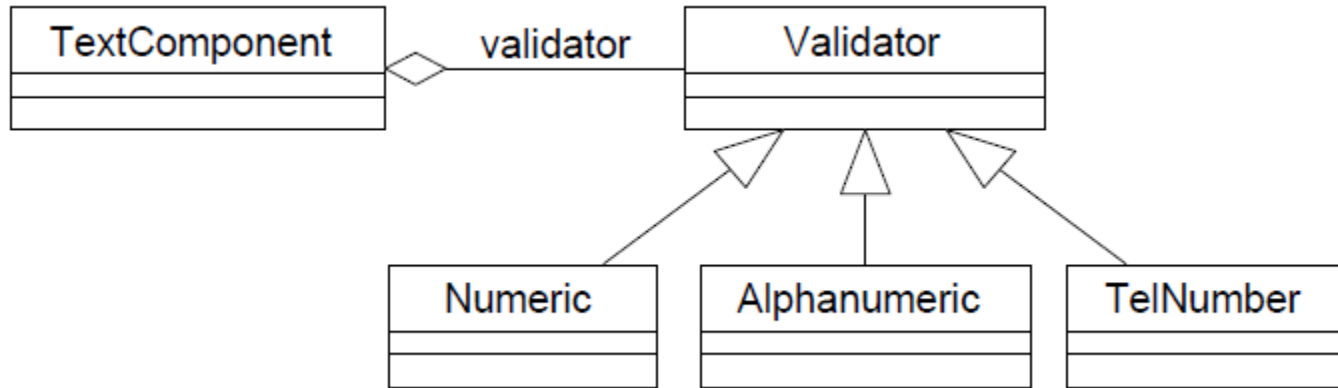 TextComponent
validator
Validator
Numeric
Alphanumeric
TelNumber